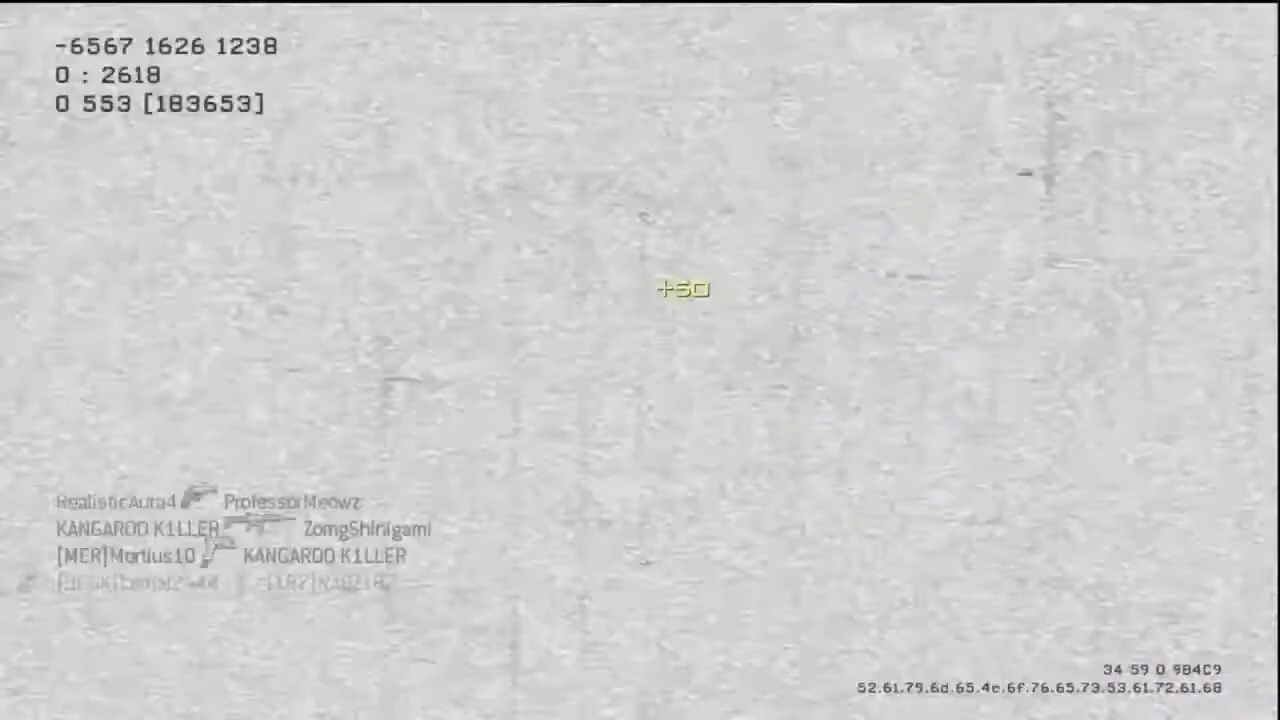 -6567 1626 1238
0 : 2618
0 553 [183653]
+50
RealisticAura4 ProfessorMeowz
KANGAROO K1LLER ZomgShinigami
[MER]Mortius10 KANGAROO K1LLER
34 59 0 9B4C9
52.61.79.6d.65.4e.6f.76.65.73.53.61.72.61.68